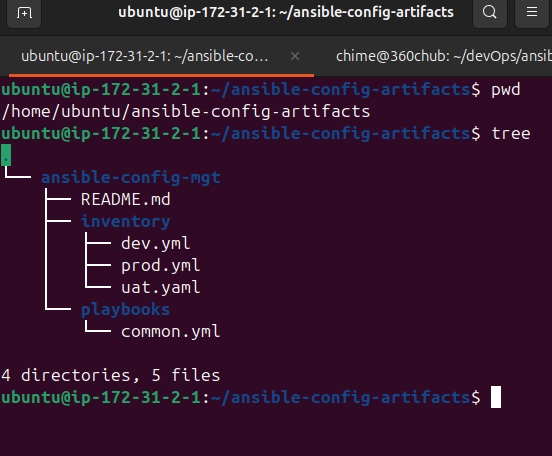 ubuntu@ip-172-31-2-1: ~/ansible-config-artifacts
ubuntu@ip-172-31-2-1: ~/ansible-co... × chime@360chub: ~/devOps/ansibl
ubuntu@ip-172-31-2-1:~/ansible-config-artifacts$ pwd
/home/ubuntu/ansible-config-artifacts
ubuntu@ip-172-31-2-1:~/ansible-config-artifacts$ tree
.
└── ansible-config-mgt
    ├── README.md
    ├── inventory
    │   ├── dev.yml
    │   ├── prod.yml
    │   └── uat.yaml
    └── playbooks
        └── common.yml
4 directories, 5 files
ubuntu@ip-172-31-2-1:~/ansible-config-artifacts$